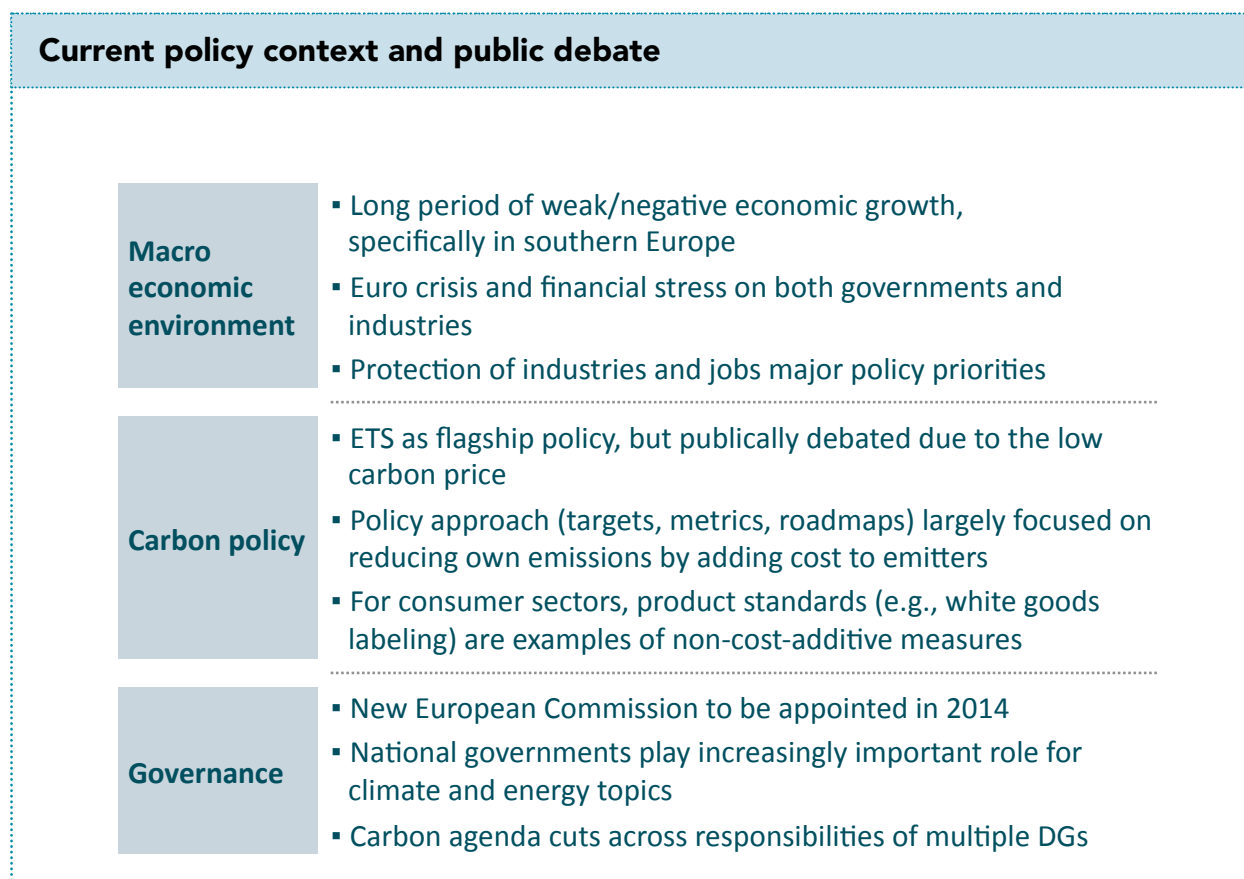 Current policy context and public debate
Macro
economic
environment
▪ Long period of weak/negative economic growth,
specifically in southern Europe
▪ Euro crisis and financial stress on both governments and
industries
▪ Protection of industries and jobs major policy priorities
Carbon policy
▪ ETS as flagship policy, but publically debated due to the low
carbon price
▪ Policy approach (targets, metrics, roadmaps) largely focused on
reducing own emissions by adding cost to emitters
▪ For consumer sectors, product standards (e.g., white goods
labeling) are examples of non-cost-additive measures
Governance
▪ New European Commission to be appointed in 2014
▪ National governments play increasingly important role for
climate and energy topics
▪ Carbon agenda cuts across responsibilities of multiple DGs